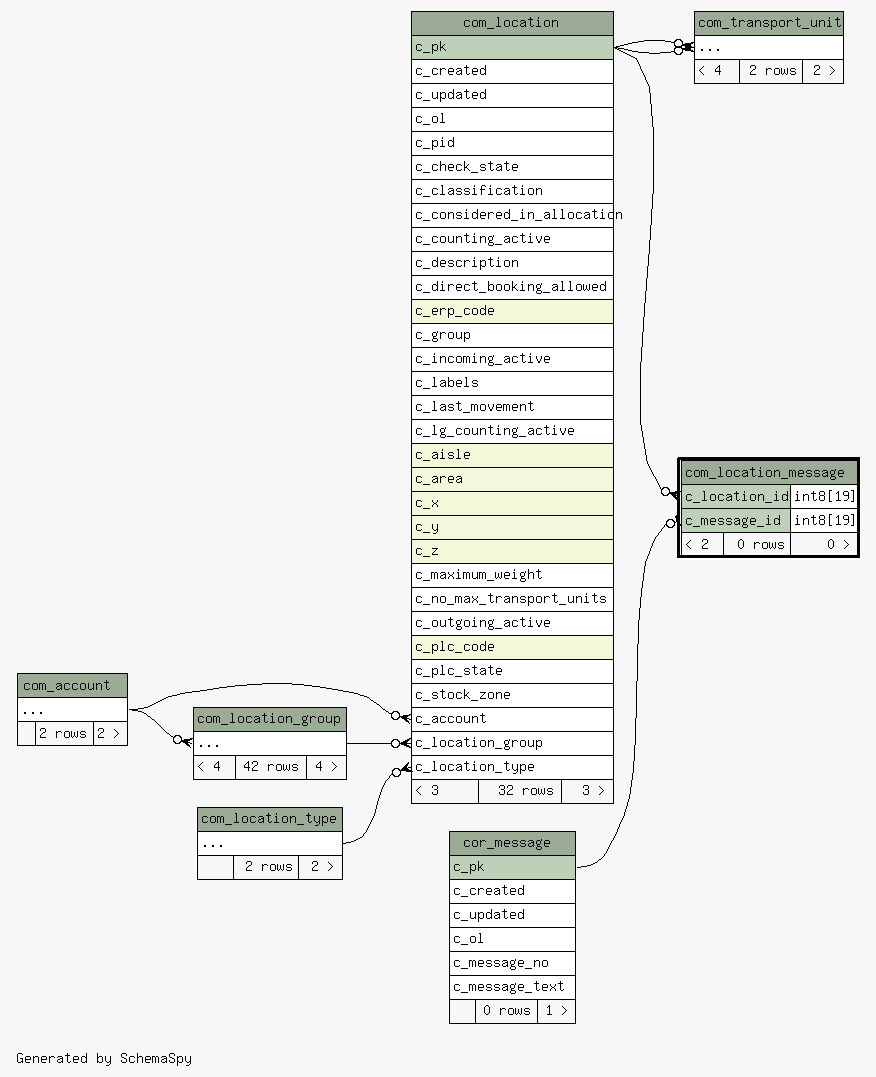 com_location
c_pk
c_created
c_updated
c_ol
c_pid
c_check_state
c_classification
c_considered_in_allocation
c_counting_active
c_description
c_direct_booking_allowed
c_erp_code
c_group
c_incoming_active
c_labels
c_last_movement
c_lg_counting_active
c_aisle
c_area
c_x
c_y
c_z
c_maximum_weight
c_no_max_transport_units
c_outgoing_active
c_plc_code
c_plc_state
c_stock_zone
c_account
c_location_group
c_location_type
< 3 32 rows 3 >
com_transport_unit
...
< 4 2 rows 2 >
com_location_message
c_location_id int8[19]
c_message_id int8[19]
< 2 0 rows 0 >
com_account
...
2 rows 2 >
com_location_group
...
< 4 42 rows 4 >
com_location_type
...
2 rows 2 >
cor_message
c_pk
c_created
c_updated
c_ol
c_message_no
c_message_text
0 rows 1 >
Generated by SchemaSpy